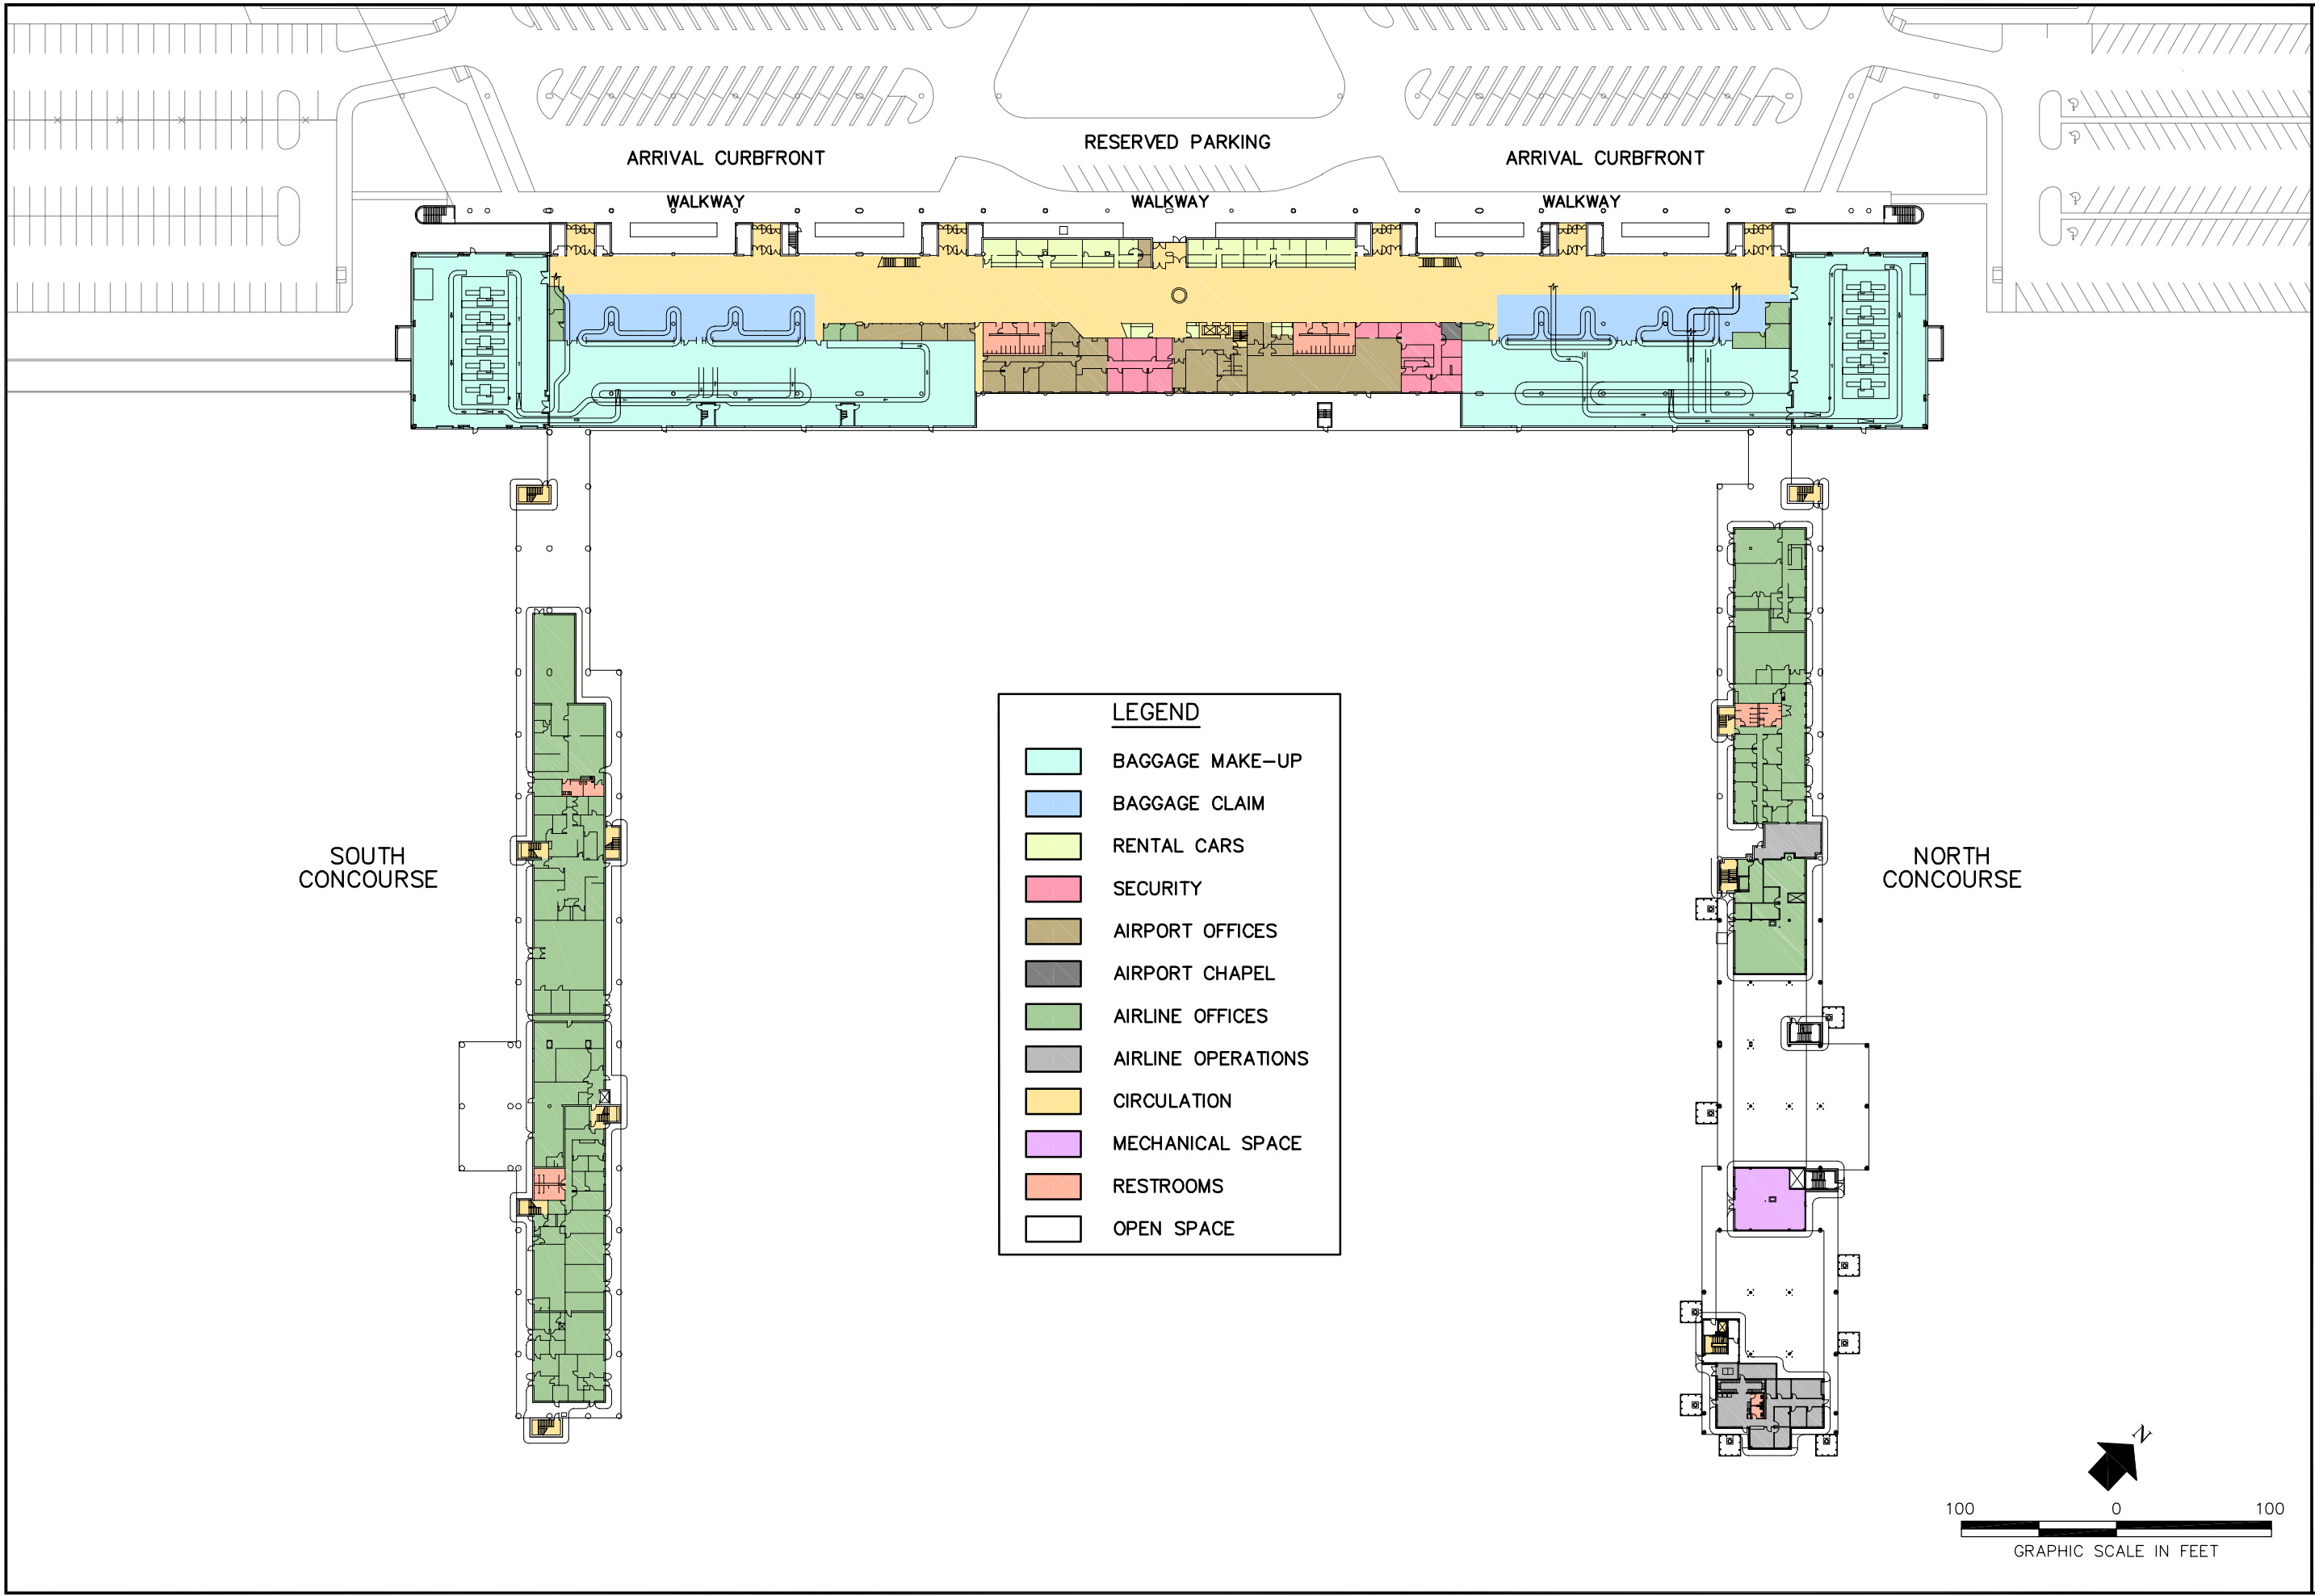 RESERVED PARKING
ARRIVAL CURBFRONT
ARRIVAL CURBFRONT
WALKWAY
WALKWAY
WALKWAY
LEGEND
BAGGAGE MAKE-UP
BAGGAGE CLAIM
RENTAL CARS
SECURITY
AIRPORT OFFICES
AIRPORT CHAPEL
AIRLINE OFFICES
AIRLINE OPERATIONS
CIRCULATION
MECHANICAL SPACE
RESTROOMS
OPEN SPACE
SOUTH
CONCOURSE
NORTH
CONCOURSE
N
100 0 100
GRAPHIC SCALE IN FEET